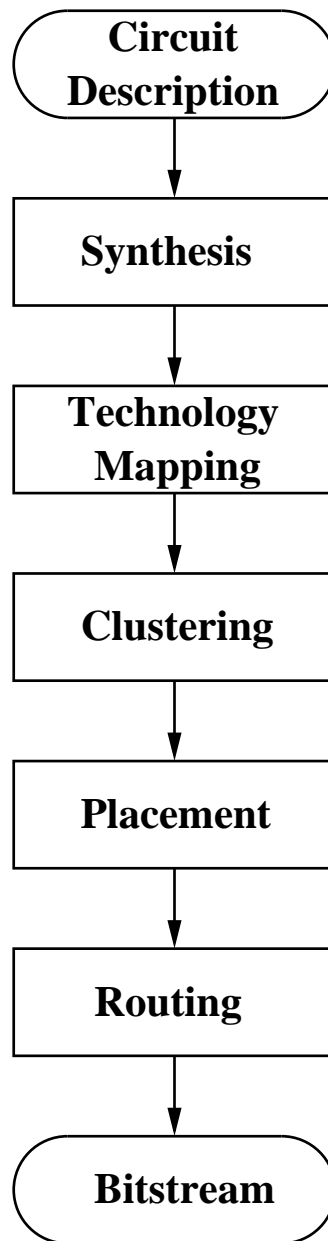 Circuit
Description
Synthesis
Technology
Mapping
Clustering
Placement
Routing
Bitstream